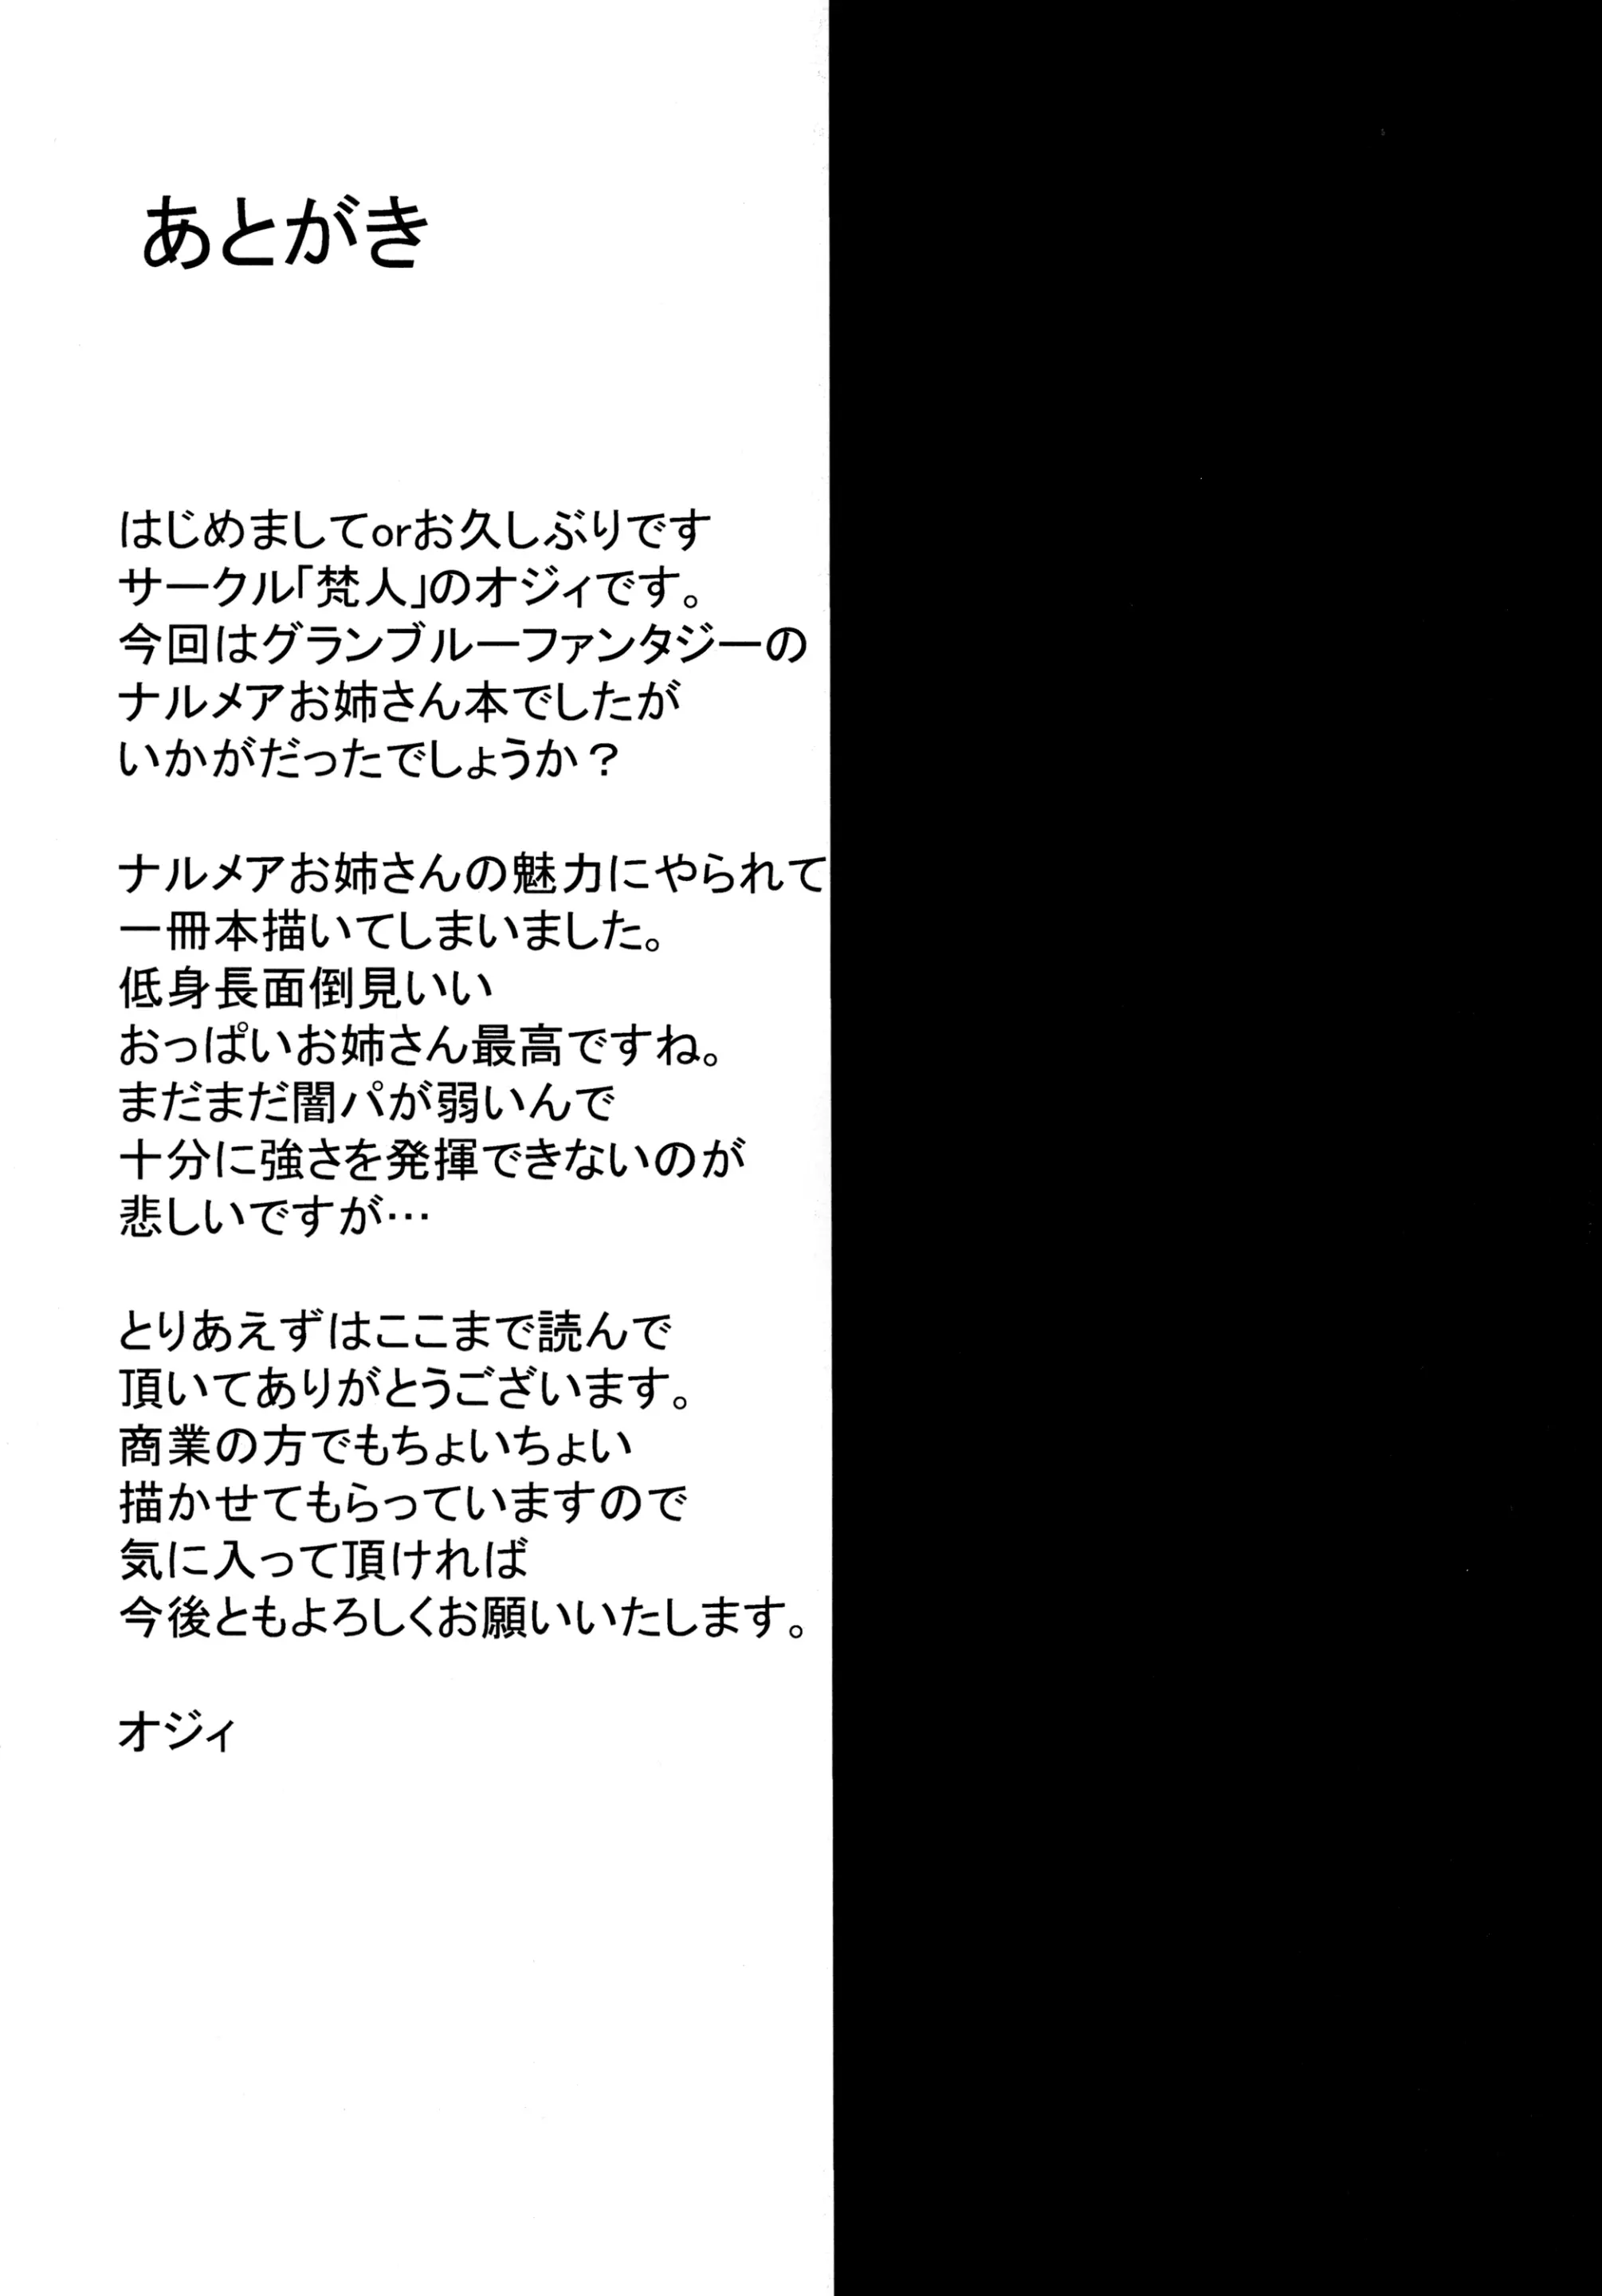 あとがき
はじめましてorお久しぶりです
サークル「梵人」のオジィです。
今回はグランブルーファンタジーの
ナルメアお姉さん本でしたが
いかがだったでしょうか？
ナルメアお姉さんの魅力にやられて
一冊本描いてしまいました。
低身長面倒見いい
おっぱいお姉さん最高ですね。
まだまだ闇パが弱いんで
十分に強さを発揮できないのが
悲しいですが…
とりあえずはここまで読んで
頂いてありがとうございます。
商業の方でもちょいちょい
描かせてもらっていますので
気に入って頂ければ
今後ともよろしくお願いいたします。
オジィ